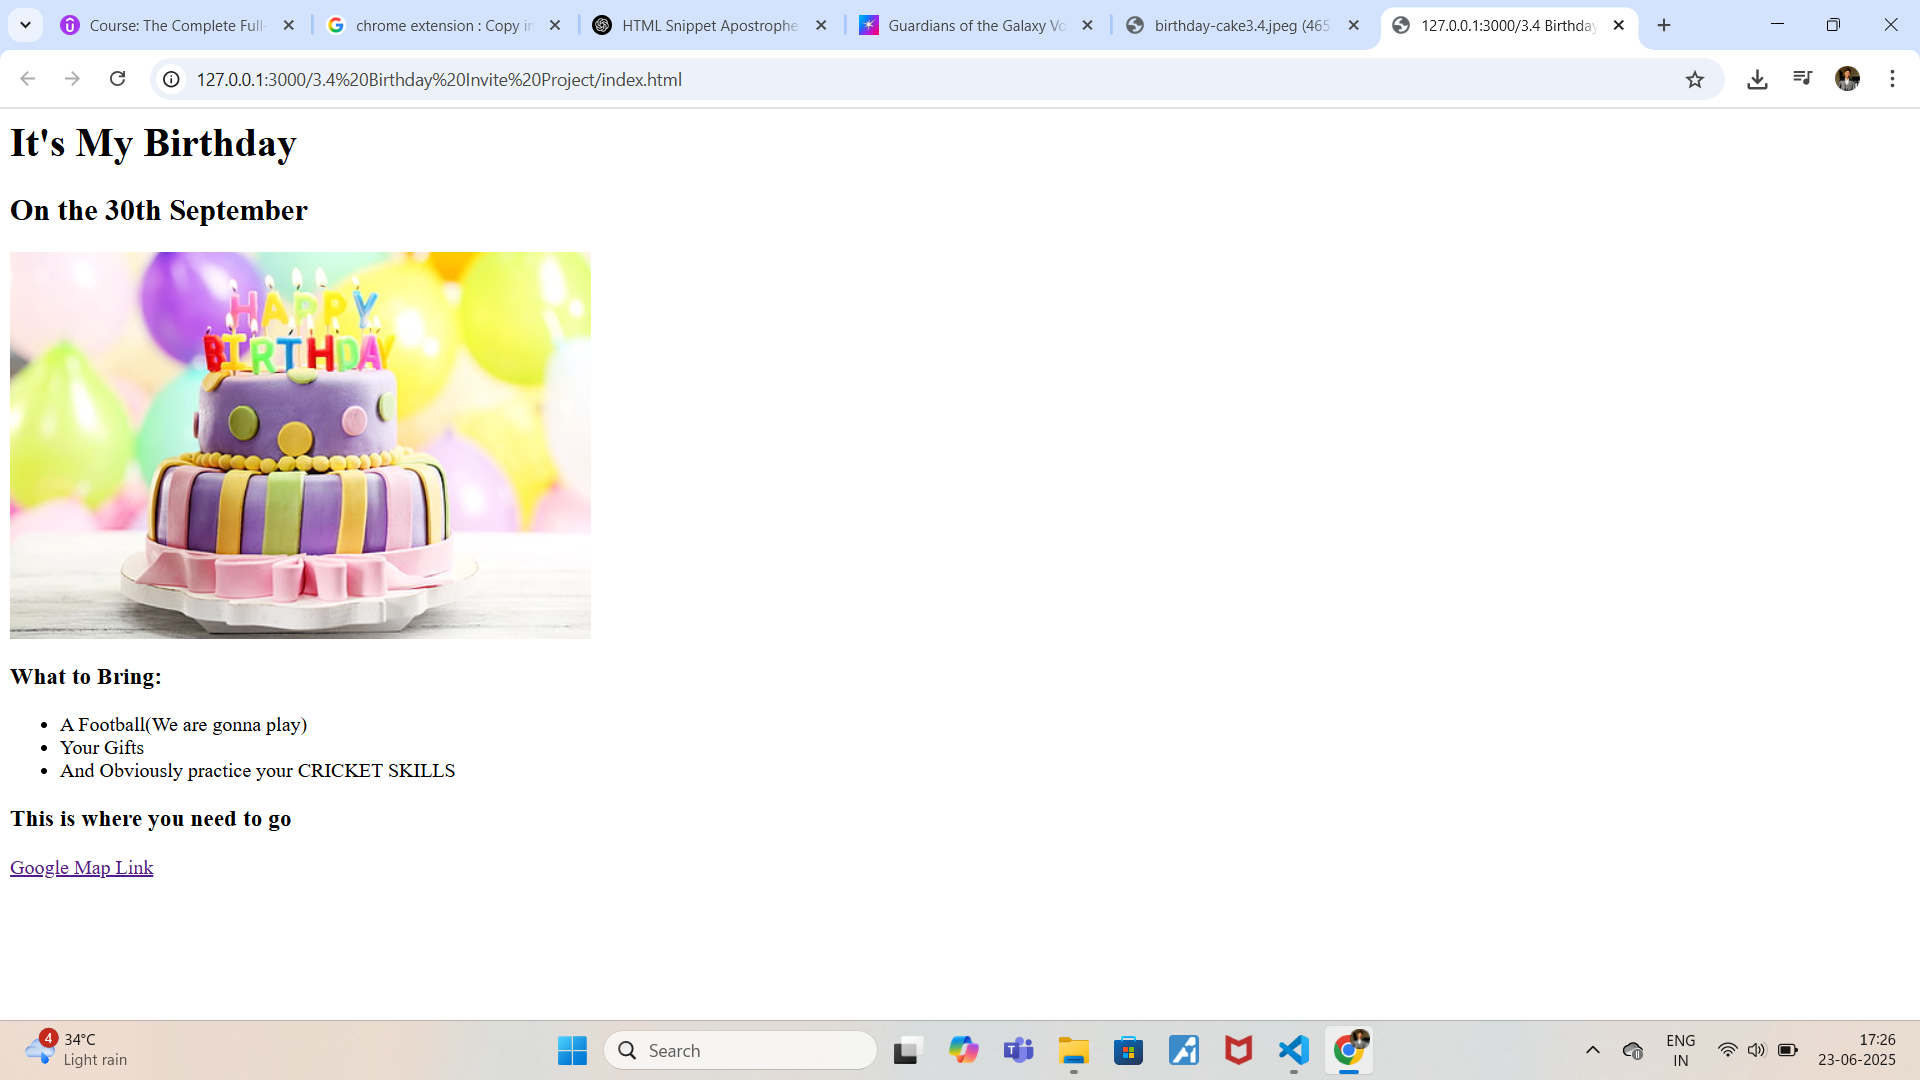 Course: The Complete Full-
chrome extension : Copy in
HTML Snippet Apostrophe
Guardians of the Galaxy Vo
birthday-cake3.4.jpeg (465
127.0.0.1:3000/3.4 Birthday
127.0.0.1:3000/3.4%20Birthday%20Invite%20Project/index.html
It's My Birthday
On the 30th September
HAPPY
BIRTHDAY
What to Bring:
A Football(We are gonna play)
Your Gifts
And Obviously practice your CRICKET SKILLS
This is where you need to go
Google Map Link
4
34°C
Light rain
Search
ENG
IN
17:26
23-06-2025